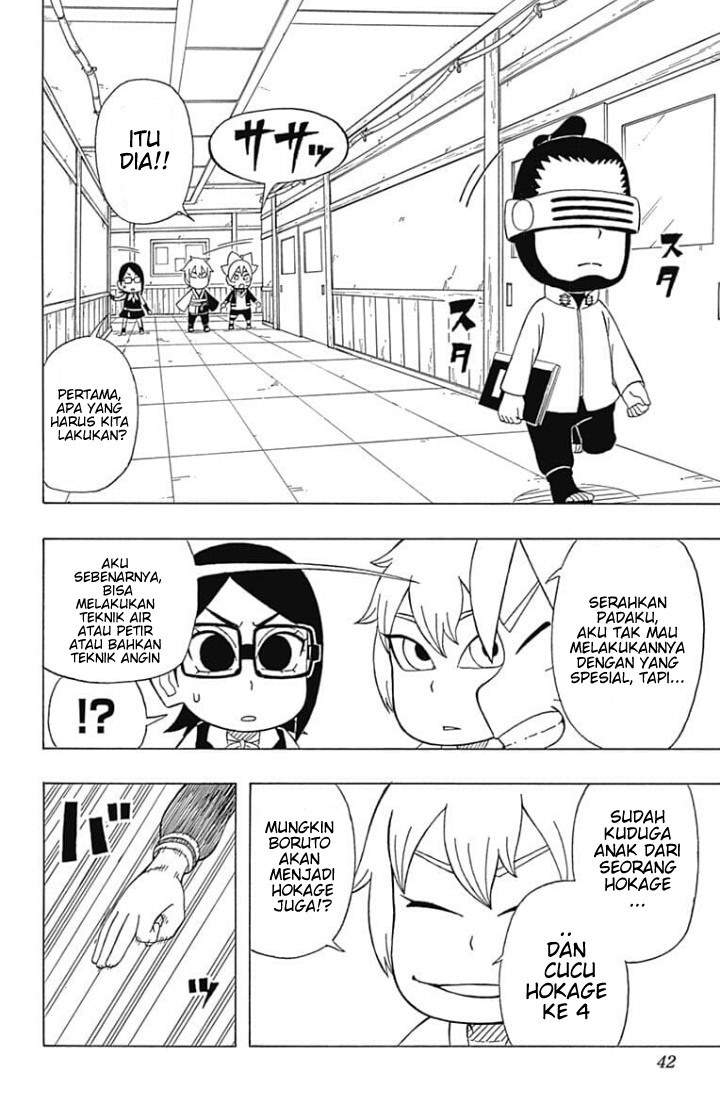 ITU
DIA!!
ササッ
スタ
スタ
PERTAMA,
APA YANG
HARUS KITA
LAKUKAN?
SERAHKAN
PADAKU,
AKU TAK MAU
MELAKUKANNYA
DENGAN YANG
SPESIAL, TAPI...
AKU
SEBENARNYA,
BISA
MELAKUKAN
TEKNIK AIR
ATAU PETIR
ATAU BAHKAN
TEKNIK ANGIN
!?
SUDAH
KUDUGA
ANAK DARI
SEORANG
HOKAGE
...
..
DAN
CUCU
HOKAGE
KE 4
MUNGKIN
BORUTO
AKAN
MENJADI
HOKAGE
JUGA!?
バッ
42